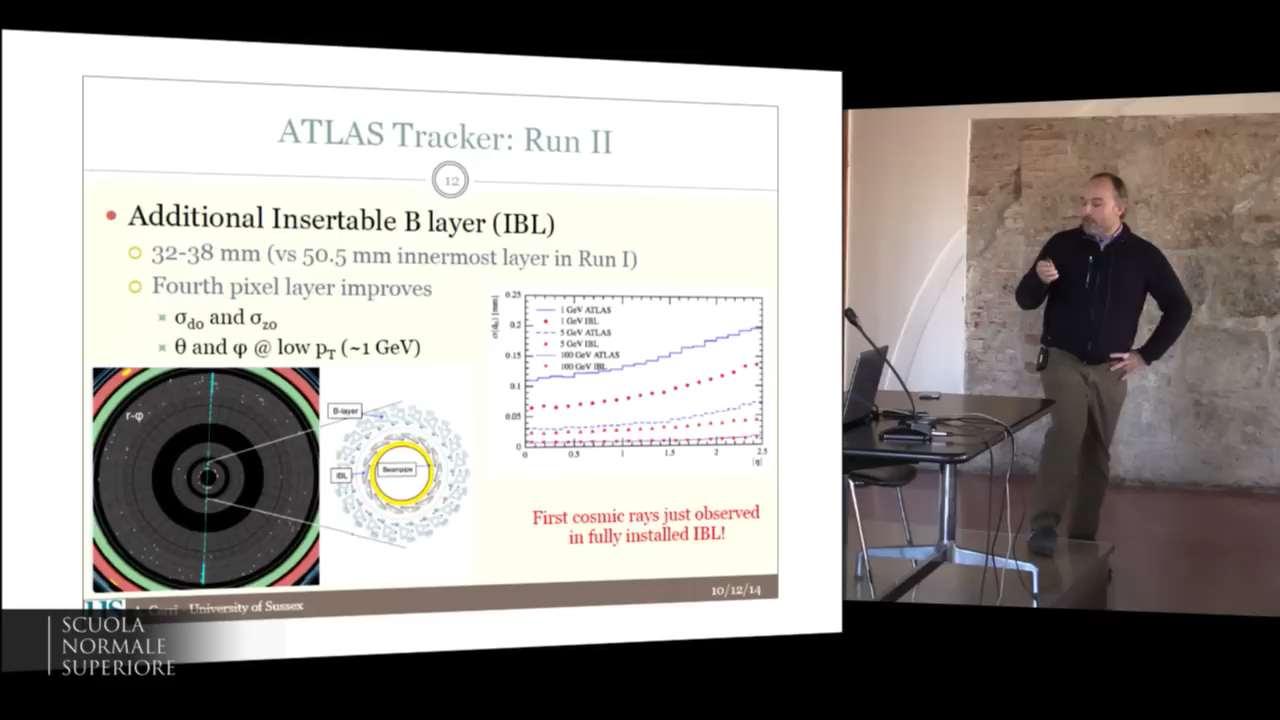 ATLAS Tracker: Run II
12
Additional Insertable B layer (IBL)
32-38 mm (vs 50.5 mm innermost layer in Run I)
Fourth pixel layer improves
σdo and σzo
θ and φ @ low pT (~1 GeV)
r-φ
B-layer
IBL
Beampipe
σ(d0) [mm]
0.25
0.2
0.15
0.1
0.05
0
1 GeV ATLAS
1 GeV IBL
5 GeV ATLAS
5 GeV IBL
100 GeV ATLAS
100 GeV IBL
0 0.5 1 1.5 2 2.5
|η|
First cosmic rays just observed
in fully installed IBL!
10/12/14
University of Sussex
SCUOLA
NORMALE
SUPERIORE